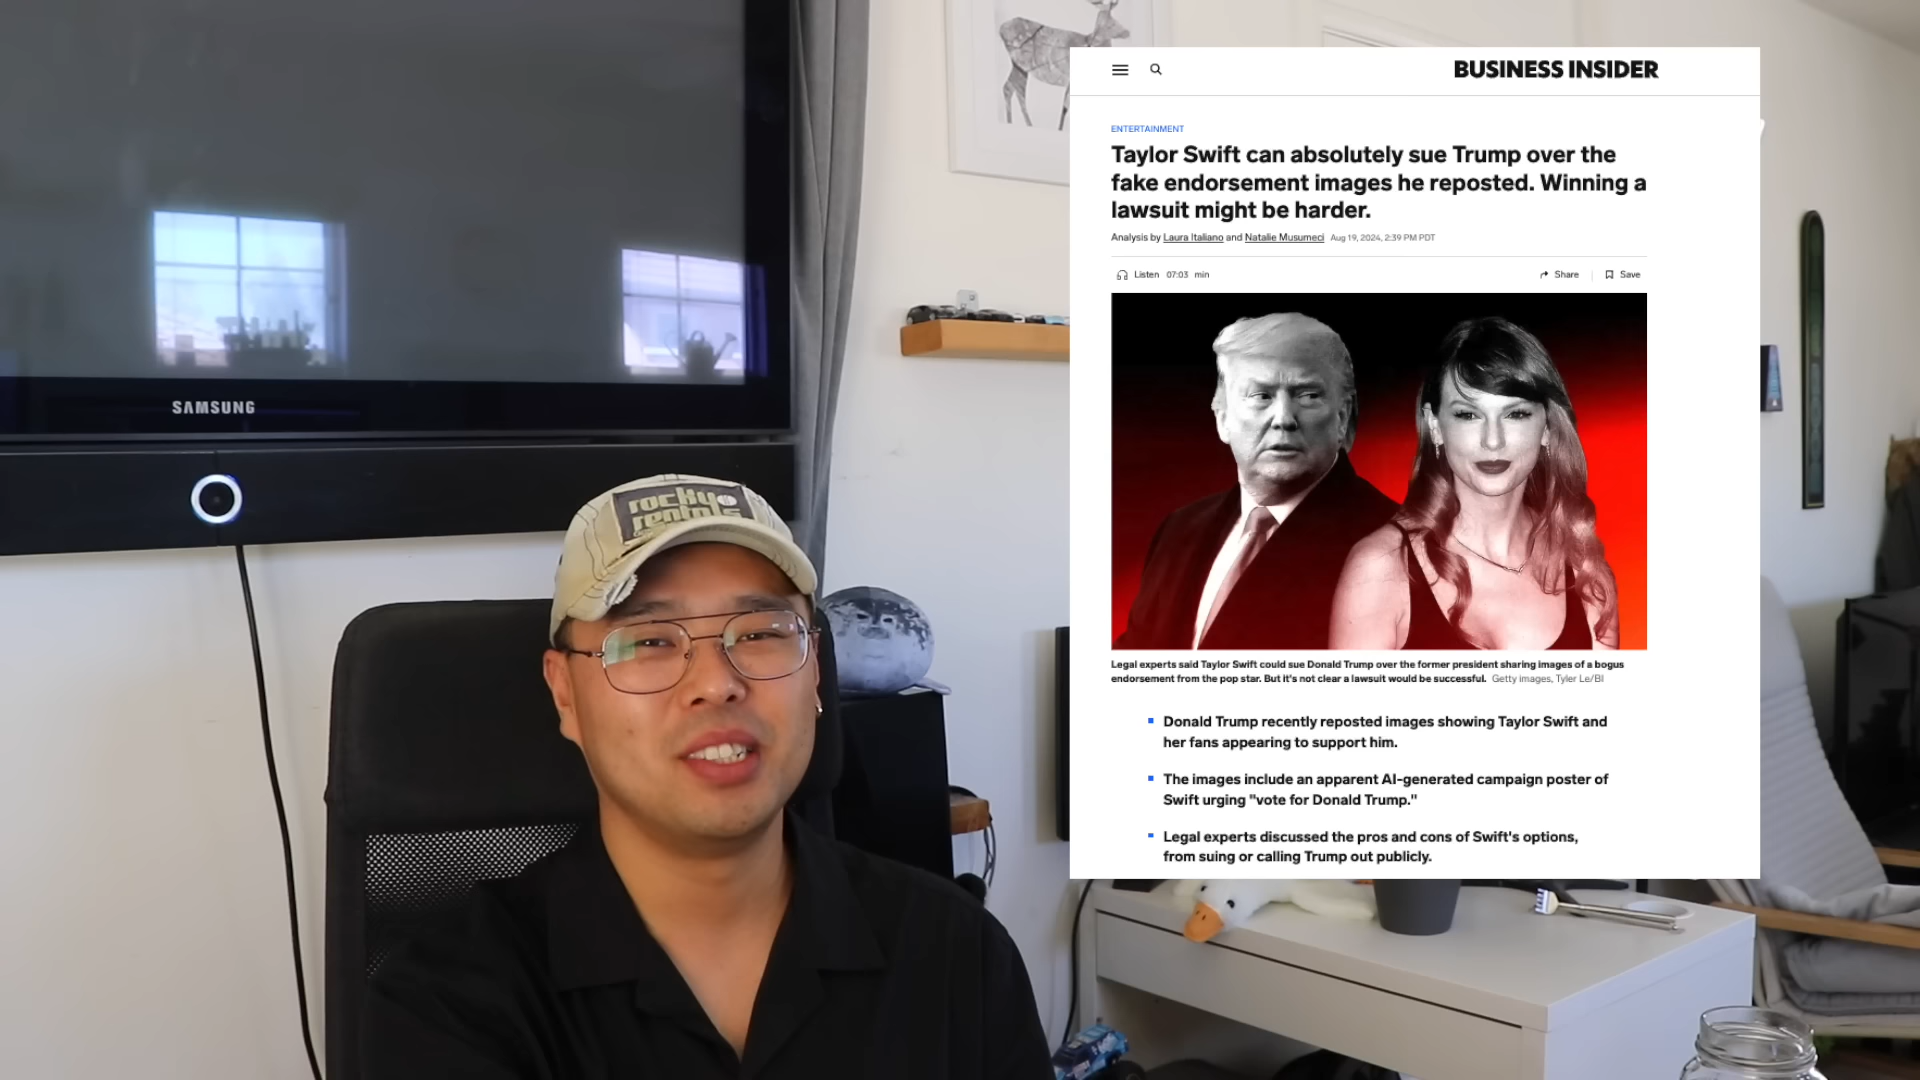 SAMSUNG
rocky
rentals
BUSINESS INSIDER
ENTERTAINMENT
Taylor Swift can absolutely sue Trump over the
fake endorsement images he reposted. Winning a
lawsuit might be harder.
Analysis by Laura Italiano and Natalie Musumeci Aug 19, 2024, 2:39 PM PDT
Listen 07:03 min
Share
Save
Legal experts said Taylor Swift could sue Donald Trump over the former president sharing images of a bogus
endorsement from the pop star. But it's not clear a lawsuit would be successful. Getty images, Tyler Le/BI
Donald Trump recently reposted images showing Taylor Swift and
her fans appearing to support him.
The images include an apparent AI-generated campaign poster of
Swift urging "vote for Donald Trump."
Legal experts discussed the pros and cons of Swift's options,
from suing or calling Trump out publicly.